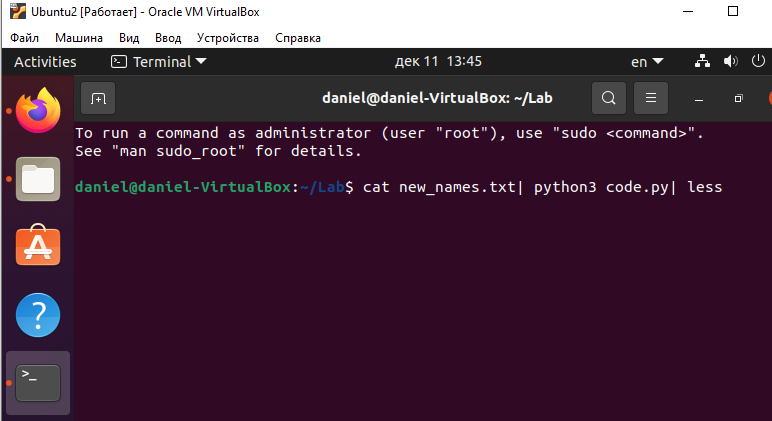 Ubuntu2 [Работает] - Oracle VM VirtualBox
Файл Машина Вид Ввод Устройства Справка
Activities Terminal дек 11 13:45 en
daniel@daniel-VirtualBox: ~/Lab
To run a command as administrator (user "root"), use "sudo <command>".
See "man sudo_root" for details.
daniel@daniel-VirtualBox:~/Lab$ cat new_names.txt| python3 code.py| less